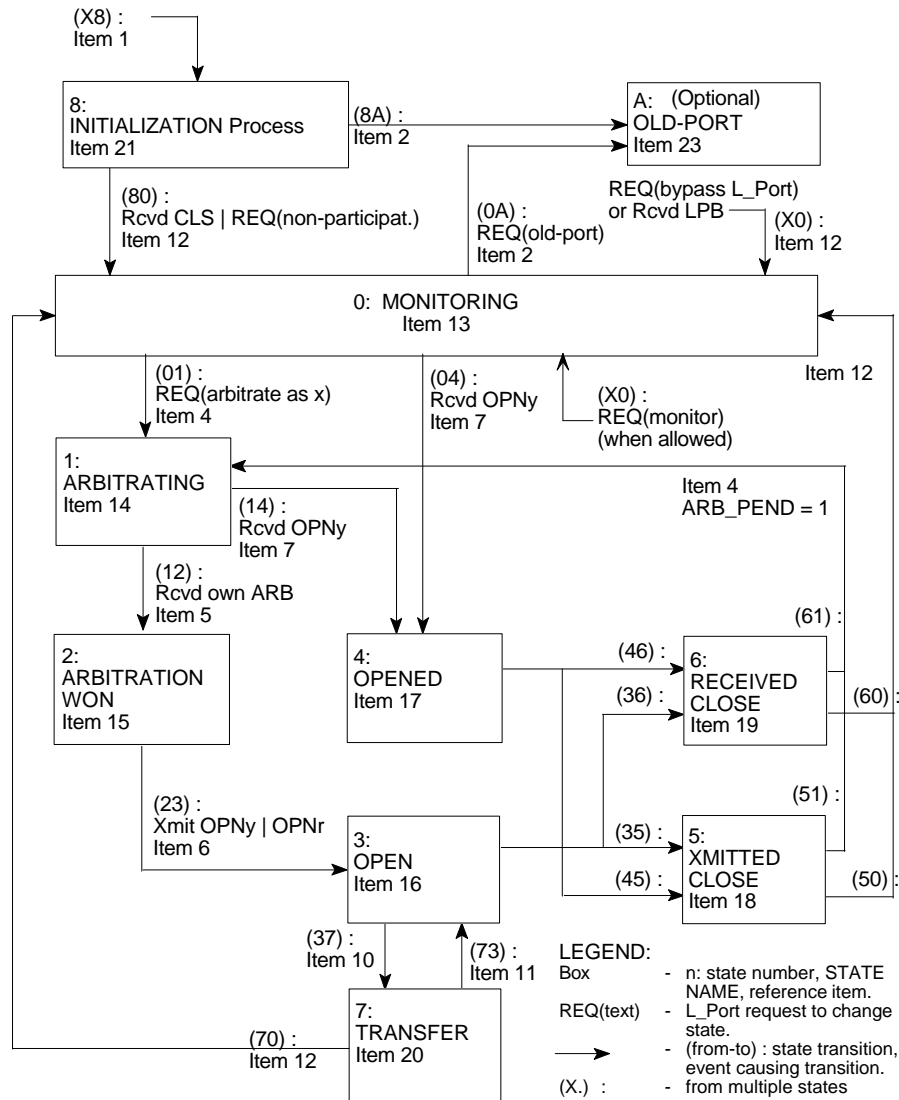 (X8) :
Item 1
8:
INITIALIZATION Process
Item 21
(8A) :
Item 2
A: (Optional)
OLD-PORT
Item 23
(80) :
Rcvd CLS | REQ(non-participat.)
Item 12
(0A) :
REQ(old-port)
Item 2
REQ(bypass L_Port)
or Rcvd LPB
(X0) :
Item 12
0: MONITORING
Item 13
(01) :
REQ(arbitrate as x)
Item 4
(04) :
Rcvd OPNy
Item 7
(X0) :
REQ(monitor)
(when allowed)
Item 12
1:
ARBITRATING
Item 14
(14) :
Rcvd OPNy
Item 7
Item 4
ARB_PEND = 1
(12) :
Rcvd own ARB
Item 5
2:
ARBITRATION
WON
Item 15
4:
OPENED
Item 17
(46) :
(36) :
6:
RECEIVED
CLOSE
Item 19
(61) :
(60) :
(23) :
Xmit OPNy | OPNr
Item 6
3:
OPEN
Item 16
(35) :
(45) :
5:
XMITTED
CLOSE
Item 18
(51) :
(50) :
(37) :
Item 10
(73) :
Item 11
7:
TRANSFER
Item 20
(70) :
Item 12
LEGEND:
Box - n: state number, STATE
NAME, reference item.
REQ(text) - L_Port request to change
state.
- (from-to) : state transition,
event causing transition.
(X.) : - from multiple states